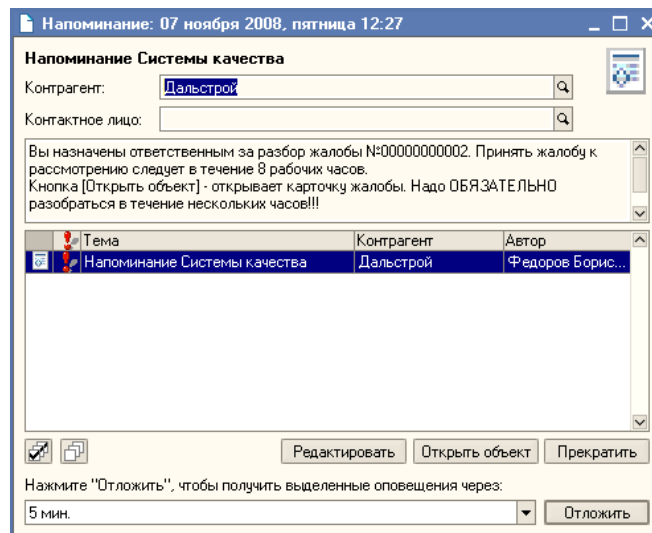 Напоминание: 07 ноября 2008, пятница 12:27
Напоминание Системы качества
Контрагент: Дальстрой
Контактное лицо:
Вы назначены ответственным за разбор жалобы №00000000002. Принять жалобу к
рассмотрению следует в течение 8 рабочих часов.
Кнопка [Открыть объект] - открывает карточку жалобы. Надо ОБЯЗАТЕЛЬНО
разобраться в течение нескольких часов!!!
Тема Контрагент Автор
Напоминание Системы качества Дальстрой Федоров Борис...
Редактировать Открыть объект Прекратить
Нажмите "Отложить", чтобы получить выделенные оповещения через:
5 мин. Отложить